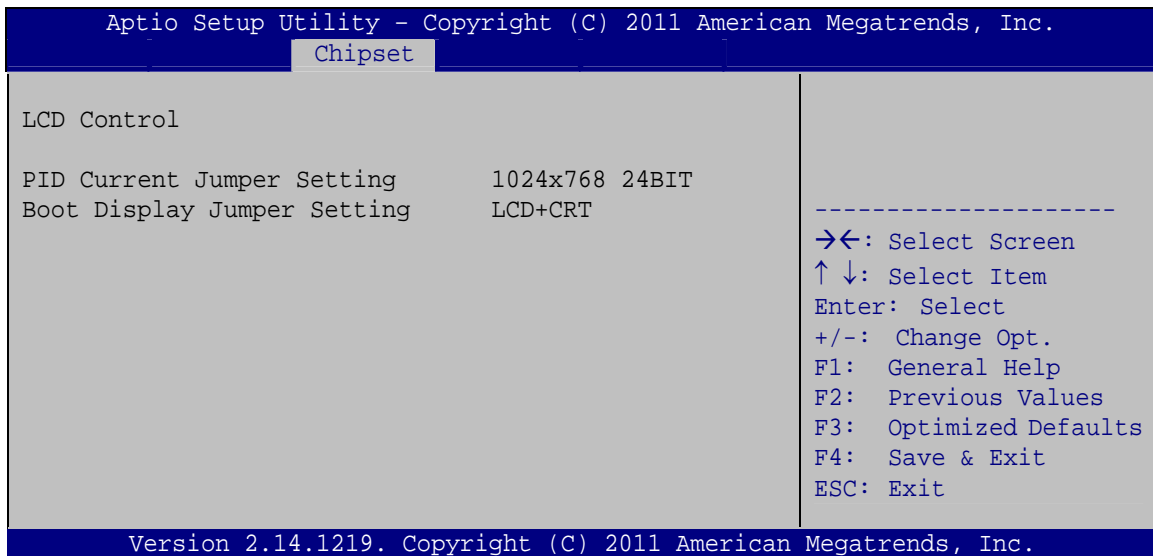 Aptio Setup Utility – Copyright (C) 2011 American Megatrends, Inc.
Chipset
LCD Control
PID Current Jumper Setting 1024x768 24BIT
Boot Display Jumper Setting LCD+CRT
---------------------
→←: Select Screen
↑ ↓: Select Item
Enter: Select
+/-: Change Opt.
F1: General Help
F2: Previous Values
F3: Optimized Defaults
F4: Save & Exit
ESC: Exit
Version 2.14.1219. Copyright (C) 2011 American Megatrends, Inc.